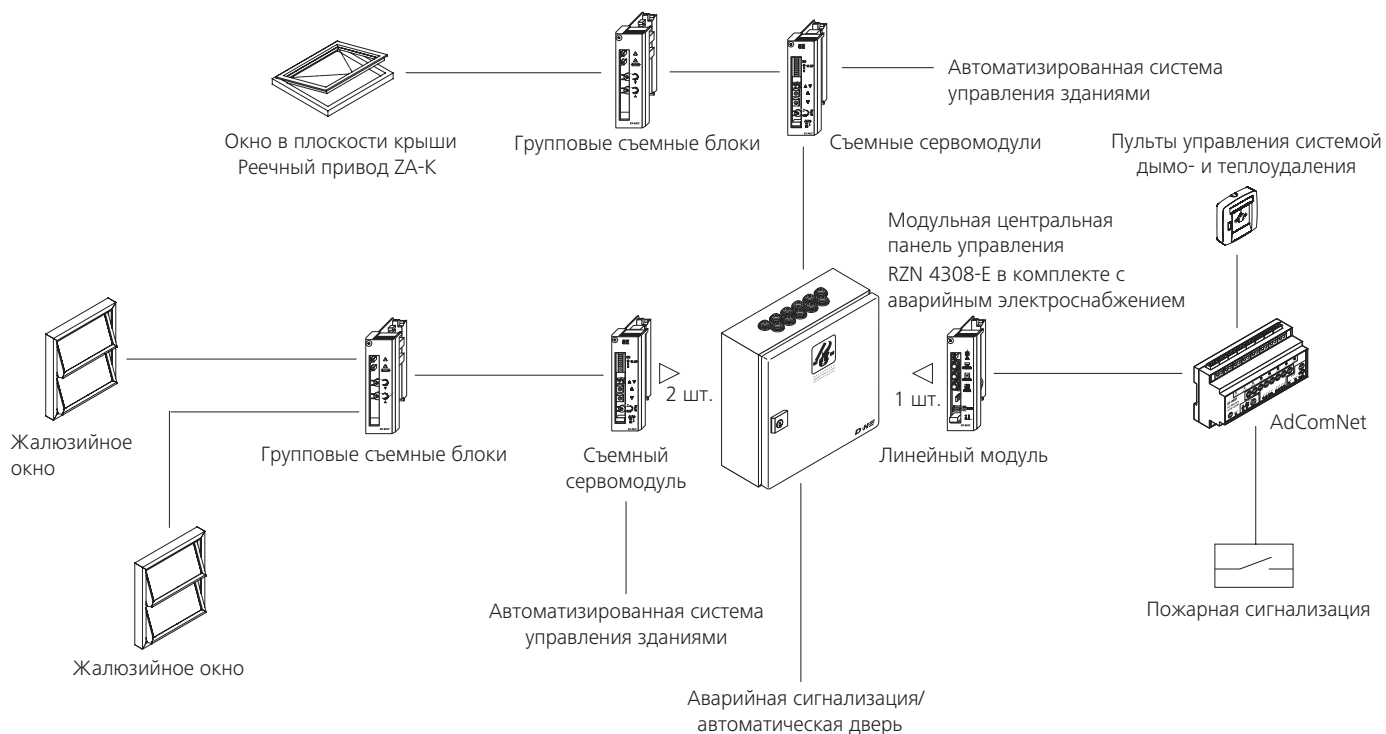 Автоматизированная система
управления зданиями
Окно в плоскости крыши
Реечный привод ZA-K
Групповые съемные блоки
Съемные сервомодули
Пульты управления системой
дымо- и теплоудаления
Модульная центральная
панель управления
RZN 4308-E в комплекте с
аварийным электроснабжением
2 шт.
1 шт.
Жалюзийное
окно
Групповые съемные блоки
Съемный
сервомодуль
D+H
Линейный модуль
AdComNet
Автоматизированная система
управления зданиями
Пожарная сигнализация
Жалюзийное окно
Аварийная сигнализация/
автоматическая дверь